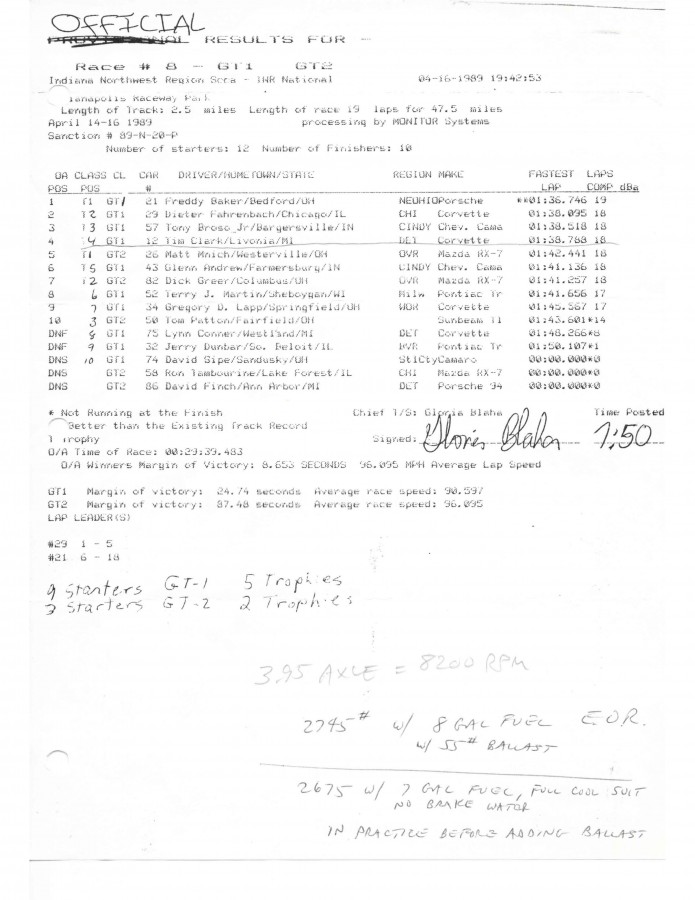 OFFICIAL
PROVISIONAL RESULTS FOR -
Race # 8 - GT1 GT2
Indiana Northwest Region Scca - INR National 04-16-1989 19:42:53
ianapolis Raceway Park
Length of Track: 2.5 miles Length of race 19 laps for 47.5 miles
April 14-16 1989 processing by MONITOR Systems
Sanction # 89-N-20-P
Number of starters: 12 Number of Finishers: 10
OA CLASS CL CAR DRIVER/HOMETOWN/STATE REGION MAKE FASTEST LAPS
POS POS # LAP COMP dBa
1 T1 GT1 21 Freddy Baker/Bedford/OH NEOHIOPorsche **01:36.746 19
2 T2 GT1 29 Dieter Fahrenbach/Chicago/IL CHI Corvette 01:38.095 18
3 T3 GT1 57 Tony Broso Jr/Bargersville/IN CINDY Chev. Cama 01:38.518 18
4 T4 GT1 12 Tim Clark/Livonia/MI DET Corvette 01:38.788 18
5 T1 GT2 26 Matt Mnich/Westerville/OH OVR Mazda RX-7 01:42.441 18
6 T5 GT1 43 Glenn Andrew/Farmersburg/IN CINDY Chev. Cama 01:41.136 18
7 T2 GT2 82 Dick Greer/Columbus/OH OVR Mazda RX-7 01:41.257 18
8 6 GT1 52 Terry J. Martin/Sheboygan/WI Milw Pontiac Tr 01:41.656 17
9 7 GT1 34 Gregory D. Lapp/Springfield/OH WOR Corvette 01:45.567 17
10 3 GT2 50 Tom Patton/Fairfield/OH Sunbeam Ti 01:43.601*14
DNF 8 GT1 75 Lynn Conner/Westland/MI DET Corvette 01:48.266*8
DNF 9 GT1 32 Jerry Dunbar/So. Beloit/IL Pontiac Tr 01:50.107*1
DNS 10 GT1 74 David Sipe/Sandusky/OH StlCtyCamaro 00:00.000*0
DNS GT2 58 Ron Tambourine/Lake Forest/IL CHI Mazda RX-7 00:00.000*0
DNS GT2 86 David Finch/Ann Arbor/MI DET Porsche 94 00:00.000*0
* Not Running at the Finish Chief T/S: Gloria Blaha Time Posted
Better than the Existing Track Record
T Trophy Signed: Gloria Blaha 7:50
O/A Time of Race: 00:29:39.483
O/A Winners Margin of Victory: 8.653 SECONDS 96.095 MPH Average Lap Speed
GT1 Margin of victory: 24.74 seconds Average race speed: 90.597
GT2 Margin of victory: 87.48 seconds Average race speed: 96.095
LAP LEADER(S)
#29 1 - 5
#21 6 - 18
9 Starters GT-1 5 Trophies
3 Starters GT-2 2 Trophies
3.95 AXLE = 8200 RPM
2745# W/ 8 GAL FUEL E.O.R.
W/ 55# BALLAST
2675 W/ 7 GAL FUEL, FULL COOL SUIT
NO BRAKE WATER
IN PRACTICE BEFORE ADDING BALLAST